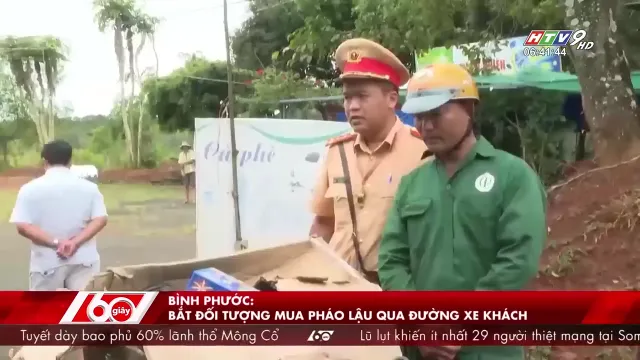 HTV9 HD
06:41:44
Cà phê
60 giây
BÌNH PHƯỚC:
BẮT ĐỐI TƯỢNG MUA PHÁO LẬU QUA ĐƯỜNG XE KHÁCH
Tuyết dày bao phủ 60% lãnh thổ Mông Cổ
60
Lũ lụt khiến ít nhất 29 người thiệt mạng tại Som